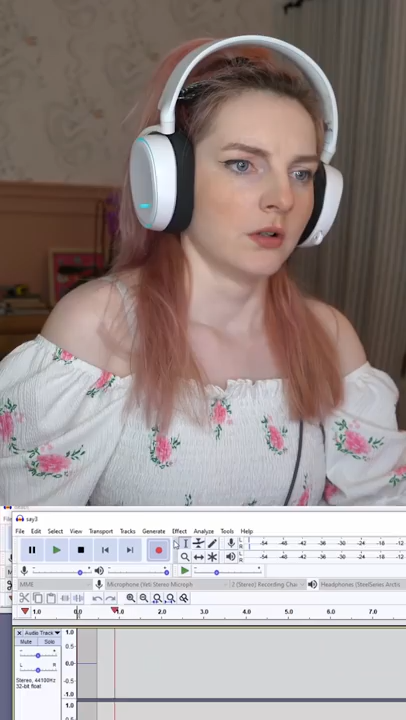 say3
File Edit Select View Transport Tracks Generate Effect Analyze Tools Help
L
R
-54 -48 -42 -36 -30 -24 -18 -12
L
R
-54 -48 -42 -36 -30 -24 -18 -12
MME Microphone (Yeti Stereo Microph 2 (Stereo) Recording Chan Headphones (SteelSeries Arctis
1.0 0.0 1.0 2.0 3.0 4.0 5.0 6.0 7.0
Audio Track
Mute Solo
L R
Stereo, 44100Hz
32-bit float
1.0
0.5
0.0
-0.5
-1.0
1.0
0.5